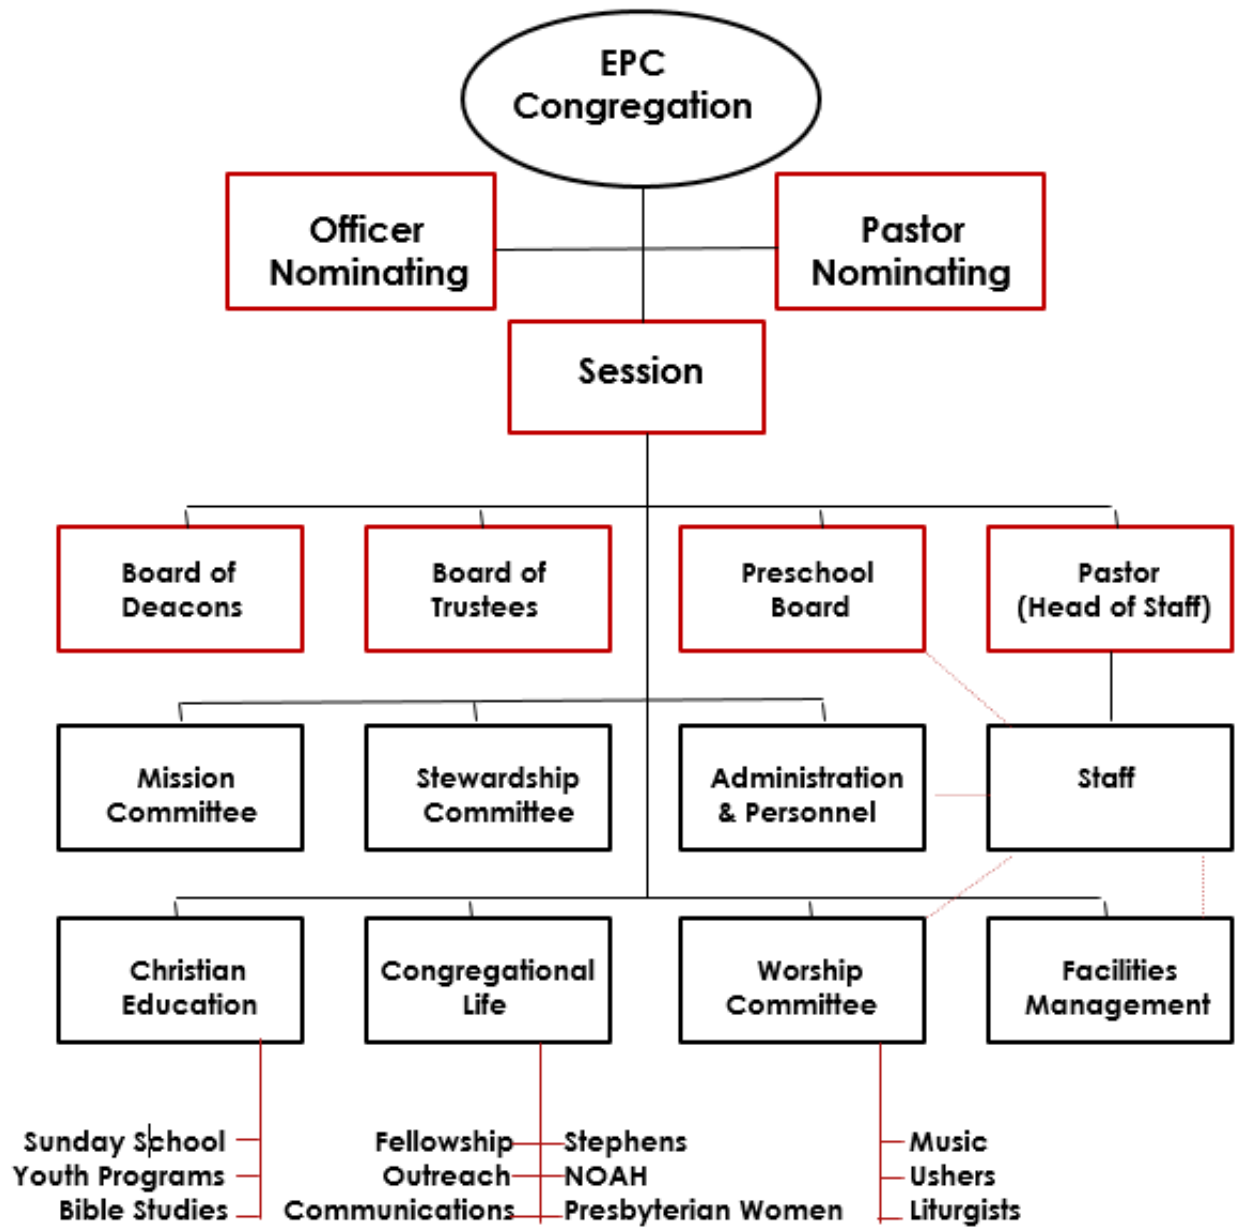 EPC
Congregation
Officer
Nominating
Pastor
Nominating
Session
Board of
Deacons
Board of
Trustees
Preschool
Board
Pastor
(Head of Staff)
Mission
Committee
Stewardship
Committee
Administration
& Personnel
Staff
Christian
Education
Congregational
Life
Worship
Committee
Facilities
Management
Sunday School
Youth Programs
Bible Studies
Fellowship
Outreach
Communications
Stephens
NOAH
Presbyterian Women
Music
Ushers
Liturgists